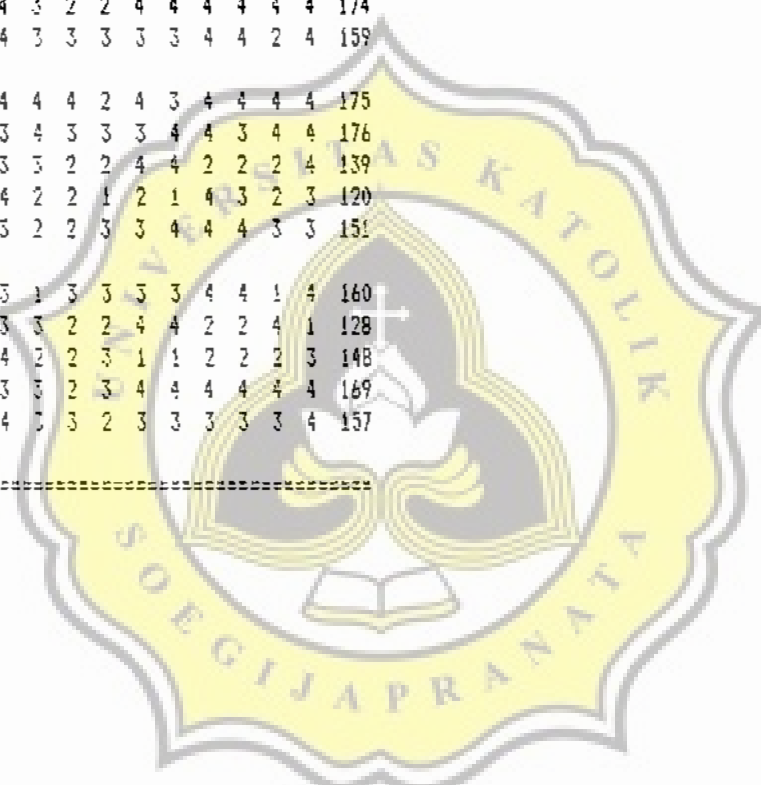 4 3 2 2 4 4 4 4 4 4 174
4 3 3 3 3 3 4 4 2 4 159
4 4 4 2 4 3 4 4 4 4 175
3 4 3 3 3 4 4 3 4 4 176
3 3 2 2 4 4 2 2 2 4 139
4 2 2 1 2 1 4 3 2 3 120
3 2 2 3 3 4 4 4 3 3 151
3 1 3 3 3 3 4 4 1 4 160
3 3 2 2 4 4 2 2 4 1 128
4 2 2 3 1 1 2 2 2 3 148
3 3 2 3 4 4 4 4 4 4 169
4 3 3 2 3 3 3 3 3 4 157
UNIVERSITAS KATOLIK
SOEGIJAPRANATA